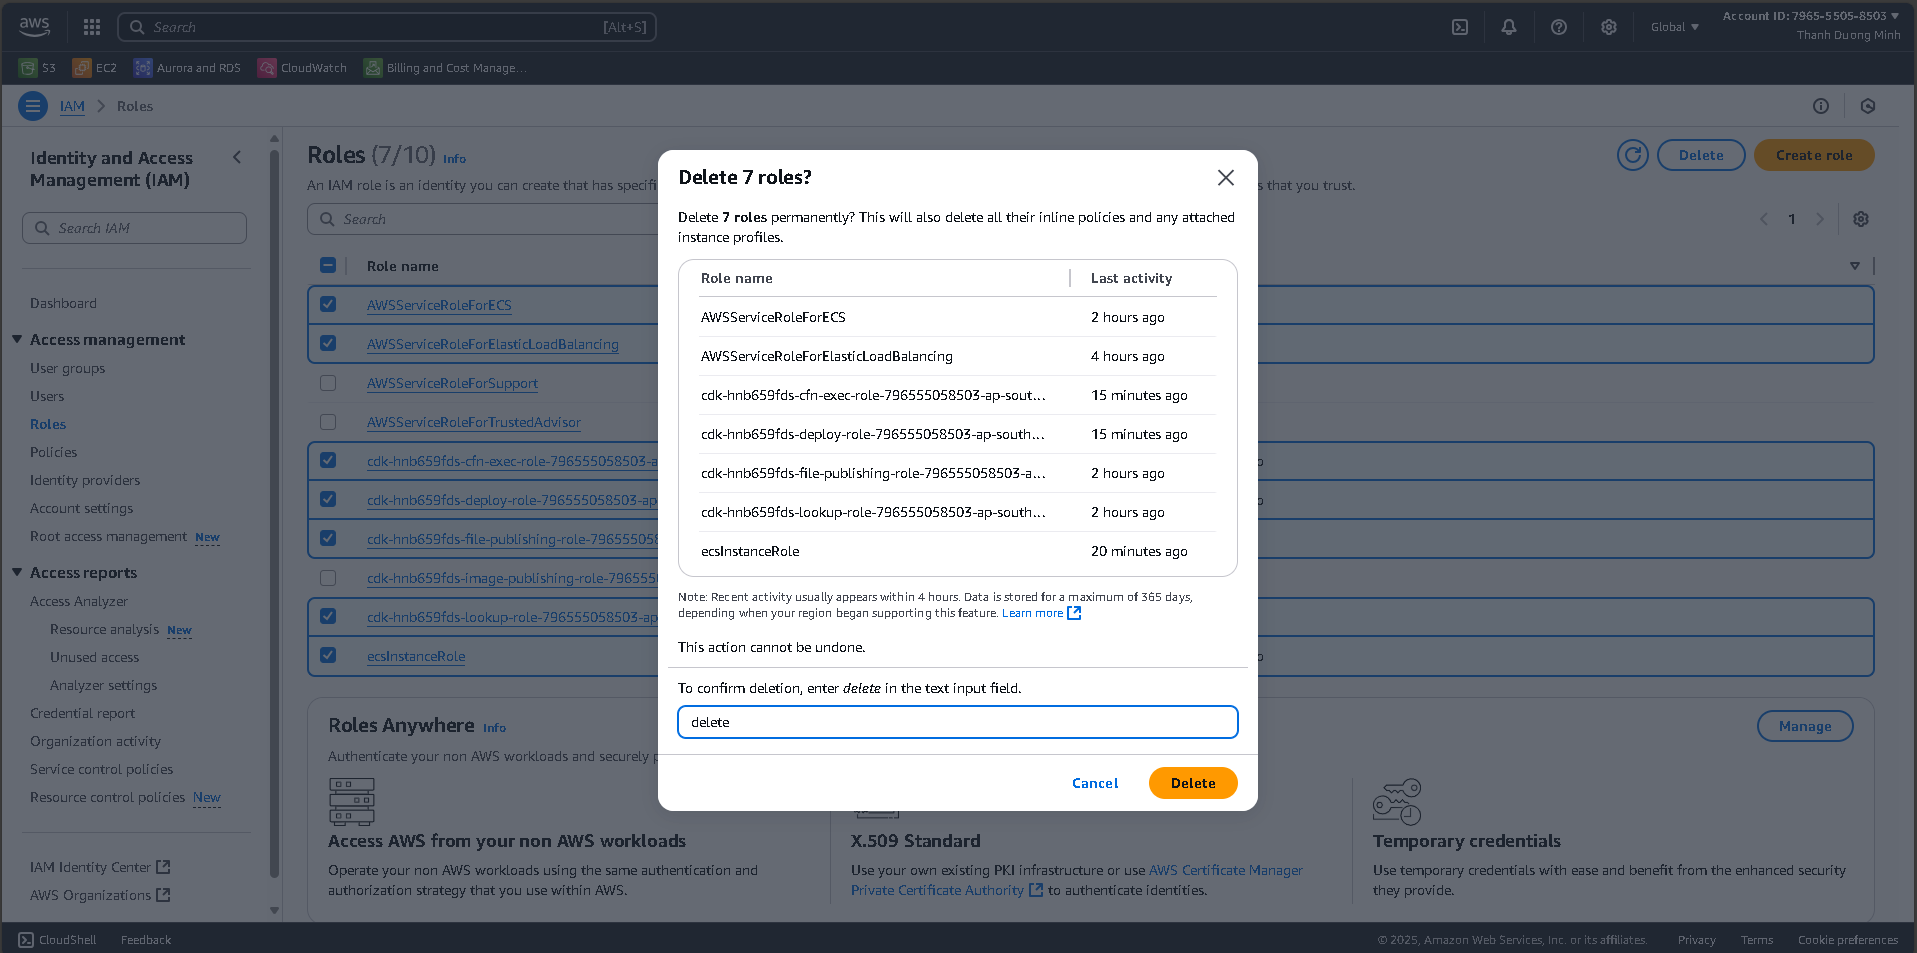 aws
Search
[Alt+S]
Global
Account ID: 7965-5505-8503
Thanh Duong Minh
S3
EC2
Aurora and RDS
CloudWatch
Billing and Cost Manage...
IAM
Roles
Identity and Access
Management (IAM)
Search IAM
Dashboard
Access management
User groups
Users
Roles
Policies
Identity providers
Account settings
Root access management New
Access reports
Access Analyzer
Resource analysis New
Unused access
Analyzer settings
Credential report
Organization activity
Service control policies
Resource control policies New
IAM Identity Center
AWS Organizations
Roles (7/10) Info
Delete
Create role
An IAM role is an identity you can create that has specifi
s that you trust.
Search
1
Role name
AWSServiceRoleForECS
AWSServiceRoleForElasticLoadBalancing
AWSServiceRoleForSupport
AWSServiceRoleForTrustedAdvisor
cdk-hnb659fds-cfn-exec-role-796555058503-a
cdk-hnb659fds-deploy-role-796555058503-ap
cdk-hnb659fds-file-publishing-role-796555058503
cdk-hnb659fds-image-publishing-role-796555058503
cdk-hnb659fds-lookup-role-796555058503-ap
ecsInstanceRole
Delete 7 roles?
Delete 7 roles permanently? This will also delete all their inline policies and any attached
instance profiles.
Role name
Last activity
AWSServiceRoleForECS
2 hours ago
AWSServiceRoleForElasticLoadBalancing
4 hours ago
cdk-hnb659fds-cfn-exec-role-796555058503-ap-sout...
15 minutes ago
cdk-hnb659fds-deploy-role-796555058503-ap-south...
15 minutes ago
cdk-hnb659fds-file-publishing-role-796555058503-a...
2 hours ago
cdk-hnb659fds-lookup-role-796555058503-ap-south...
2 hours ago
ecsInstanceRole
20 minutes ago
Note: Recent activity usually appears within 4 hours. Data is stored for a maximum of 365 days,
depending when your region began supporting this feature. Learn more
This action cannot be undone.
To confirm deletion, enter delete in the text input field.
delete
Cancel
Delete
Roles Anywhere Info
Manage
Authenticate your non AWS workloads and securely p
Access AWS from your non AWS workloads
Operate your non AWS workloads using the same authentication and
authorization strategy that you use within AWS.
X.509 Standard
Use your own existing PKI infrastructure or use AWS Certificate Manager
Private Certificate Authority to authenticate identities.
Temporary credentials
Use temporary credentials with ease and benefit from the enhanced security
they provide.
CloudShell
Feedback
© 2025, Amazon Web Services, Inc. or its affiliates.
Privacy
Terms
Cookie preferences